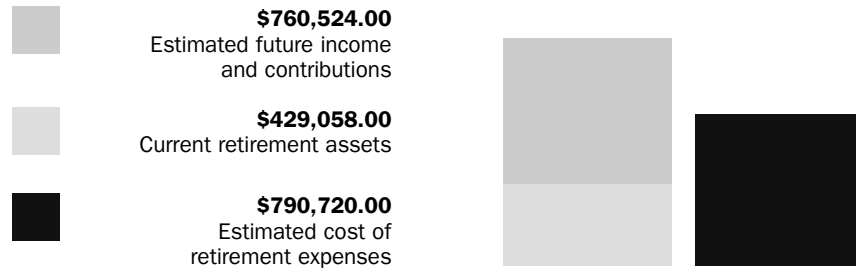 $760,524.00
Estimated future income
and contributions
$429,058.00
Current retirement assets
$790,720.00
Estimated cost of
retirement expenses